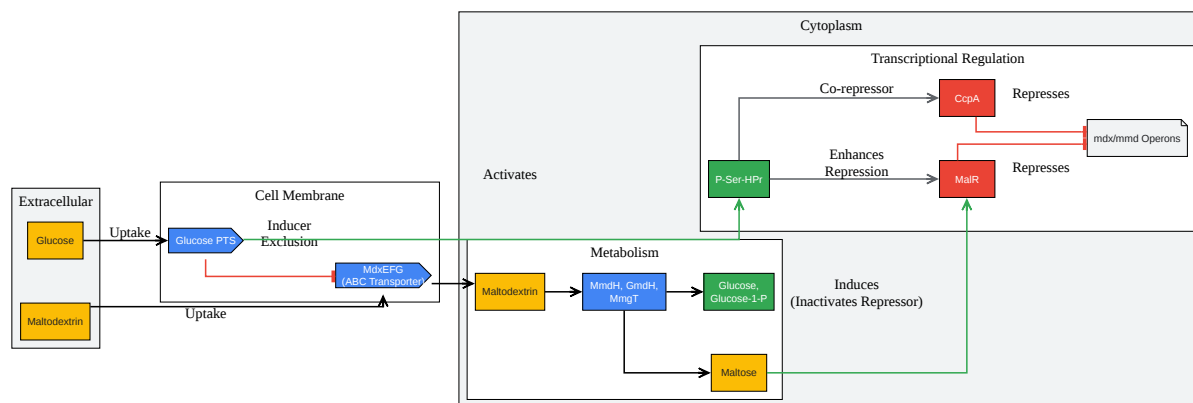 Cytoplasm
Transcriptional Regulation
Co-repressor
CcpA
Represses
mdx/mmd Operons
Enhances
Repression
P-Ser-HPr
MalR
Represses
Activates
Extracellular
Cell Membrane
Glucose
Uptake
Glucose PTS
Inducer
Exclusion
MdxEFG
(ABC Transporter)
Maltodextrin
Uptake
Metabolism
Maltodextrin
MmdH, GmdH,
MmgT
Glucose,
Glucose-1-P
Induces
(Inactivates Repressor)
Maltose